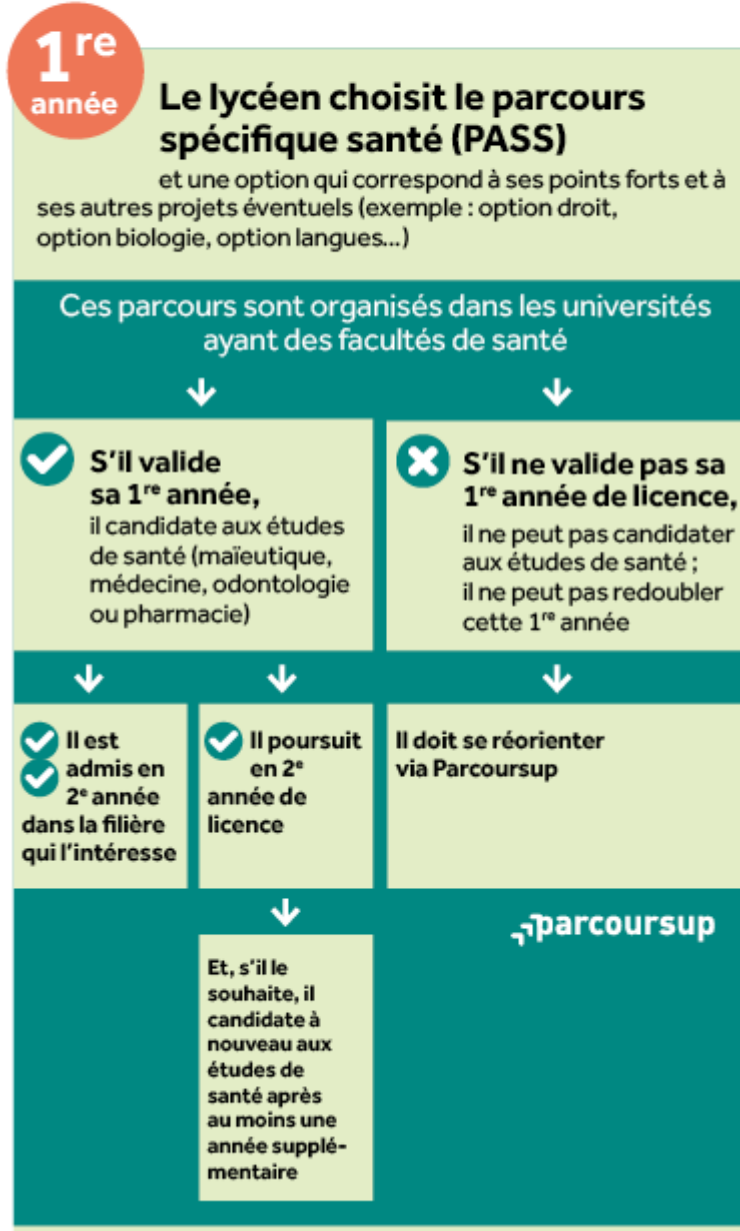 1re
année
Le lycéen choisit le parcours
spécifique santé (PASS)
et une option qui correspond à ses points forts et à
ses autres projets éventuels (exemple : option droit,
option biologie, option langues...)
Ces parcours sont organisés dans les universités
ayant des facultés de santé
S'il valide
sa 1re année,
il candidate aux études
de santé (maïeutique,
médecine, odontologie
ou pharmacie)
S'il ne valide pas sa
1re année de licence,
il ne peut pas candidater
aux études de santé ;
il ne peut pas redoubler
cette 1re année
Il est
admis en
2e année
dans la filière
qui l'intéresse
Il poursuit
en 2e
année de
licence
Il doit se réorienter
via Parcoursup
parcoursup
Et, s'il le
souhaite, il
candidate à
nouveau aux
études de
santé après
au moins une
année supplé-
mentaire